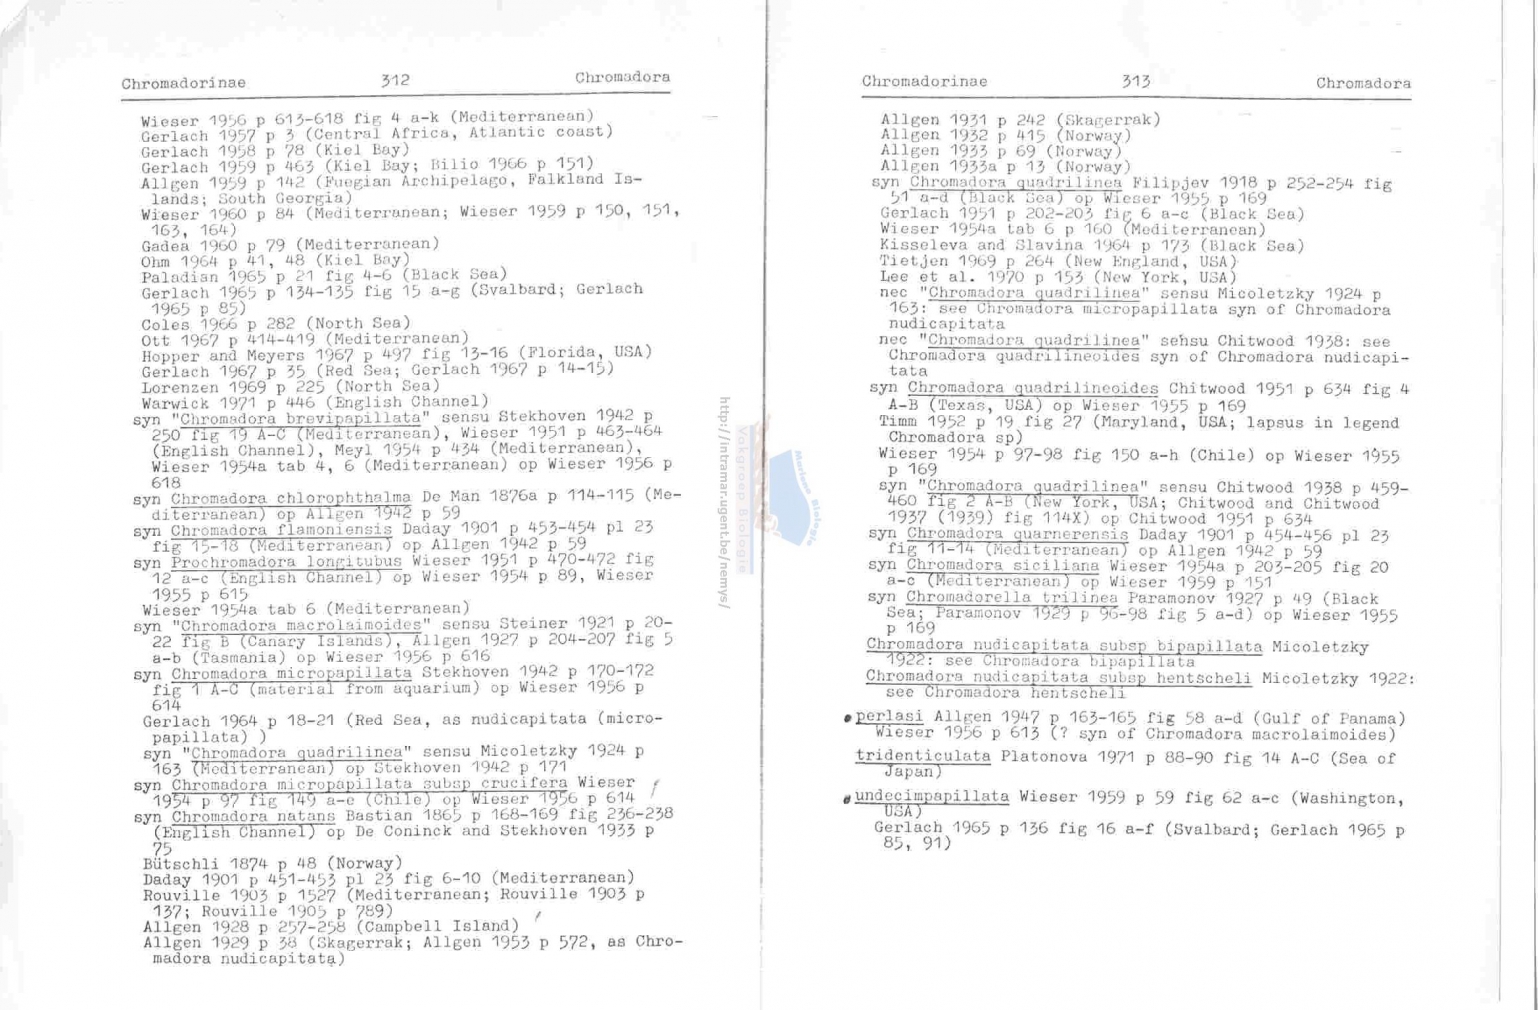 Chromadorinae 312 Chromadora
Wieser 1956 p 613-618 fig 4 a-k (Mediterranean)
Gerlach 1957 p 3 (Central Africa, Atlantic coast)
Gerlach 1958 p 78 (Kiel Bay)
Gerlach 1959 p 463 (Kiel Bay; Bilio 1966 p 151)
Allgen 1959 p 142 (Fuegian Archipelago, Falkland Is-
lands; South Georgia)
Wieser 1960 p 84 (Mediterranean; Wieser 1959 p 150, 151,
163, 164)
Gadea 1960 p 79 (Mediterranean)
Ohm 1964 p 41, 48 (Kiel Bay)
Paladian 1965 p 21 fig 4-6 (Black Sea)
Gerlach 1965 p 134-135 fig 15 a-g (Svalbard; Gerlach
1965 p 85)
Coles 1966 p 282 (North Sea)
Ott 1967 p 414-419 (Mediterranean)
Hopper and Meyers 1967 p 497 fig 13-16 (Florida, USA)
Gerlach 1967 p 35 (Red Sea; Gerlach 1967 p 14-15)
Lorenzen 1969 p 225 (North Sea)
Warwick 1971 p 446 (English Channel)
syn "Chromadora brevipapillata" sensu Stekhoven 1942 p
250 fig 19 A-C (Mediterranean), Wieser 1951 p 463-464
(English Channel), Meyl 1954 p 434 (Mediterranean),
Wieser 1954a tab 4, 6 (Mediterranean) op Wieser 1956 p
618
syn Chromadora chlorophthalma De Man 1876a p 114-115 (Me-
diterranean) op Allgen 1942 p 59
syn Chromadora flamoniensis Daday 1901 p 453-454 pl 23
fig 15-18 (Mediterranean) op Allgen 1942 p 59
syn Prochromadora longitubus Wieser 1951 p 470-472 fig
12 a-c (English Channel) op Wieser 1954 p 89, Wieser
1955 p 615
Wieser 1954a tab 6 (Mediterranean)
syn "Chromadora macrolaimoides" sensu Steiner 1921 p 20-
22 fig B (Canary Islands), Allgen 1927 p 204-207 fig 5
a-b (Tasmania) op Wieser 1956 p 616
syn Chromadora micropapillata Stekhoven 1942 p 170-172
fig 1 A-C (material from aquarium) op Wieser 1956 p
614
Gerlach 1964 p 18-21 (Red Sea, as nudicapitata (micro-
papillata) )
syn "Chromadora quadrilinea" sensu Micoletzky 1924 p
163 (Mediterranean) op Stekhoven 1942 p 171
syn Chromadora micropapillata subsp crucifera Wieser
1954 p 97 fig 149 a-e (Chile) op Wieser 1956 p 614
syn Chromadora natans Bastian 1865 p 168-169 fig 236-238
(English Channel) op De Coninck and Stekhoven 1933 p
75
Bütschli 1874 p 48 (Norway)
Daday 1901 p 451-453 pl 23 fig 6-10 (Mediterranean)
Rouville 1903 p 1527 (Mediterranean; Rouville 1903 p
137; Rouville 1905 p 789)
Allgen 1928 p 257-258 (Campbell Island)
Allgen 1929 p 38 (Skagerrak; Allgen 1953 p 572, as Chro-
madora nudicapitata)
http://intramar.ugent.be/nemys/
Vakgroep Biologie
Mariene Biologie
Chromadorinae 313 Chromadora
Allgen 1931 p 242 (Skagerrak)
Allgen 1932 p 415 (Norway)
Allgen 1933 p 69 (Norway)
Allgen 1933a p 13 (Norway)
syn Chromadora quadrilinea Filipjev 1918 p 252-254 fig
51 a-d (Black Sea) op Wieser 1955 p 169
Gerlach 1951 p 202-203 fig 6 a-c (Black Sea)
Wieser 1954a tab 6 p 160 (Mediterranean)
Kisseleva and Slavina 1964 p 173 (Black Sea)
Tietjen 1969 p 264 (New England, USA)
Lee et al. 1970 p 153 (New York, USA)
nec "Chromadora quadrilinea" sensu Micoletzky 1924 p
163: see Chromadora micropapillata syn of Chromadora
nudicapitata
nec "Chromadora quadrilinea" sensu Chitwood 1938: see
Chromadora quadrilineoides syn of Chromadora nudicapi-
tata
syn Chromadora quadrilineoides Chitwood 1951 p 634 fig 4
A-B (Texas, USA) op Wieser 1955 p 169
Timm 1952 p 19 fig 27 (Maryland, USA; lapsus in legend
Chromadora sp)
Wieser 1954 p 97-98 fig 150 a-h (Chile) op Wieser 1955
p 169
syn "Chromadora quadrilinea" sensu Chitwood 1938 p 459-
460 fig 2 A-B (New York, USA; Chitwood and Chitwood
1937 (1939) fig 114X) op Chitwood 1951 p 634
syn Chromadora quarnerensis Daday 1901 p 454-456 pl 23
fig 11-14 (Mediterranean) op Allgen 1942 p 59
syn Chromadora siciliana Wieser 1954a p 203-205 fig 20
a-c (Mediterranean) op Wieser 1959 p 151
syn Chromadorella trilinea Paramonov 1927 p 49 (Black
Sea; Paramonov 1929 p 96-98 fig 5 a-d) op Wieser 1955
p 169
Chromadora nudicapitata subsp bipapillata Micoletzky
1922: see Chromadora bipapillata
Chromadora nudicapitata subsp hentscheli Micoletzky 1922:
see Chromadora hentscheli
perlasi Allgen 1947 p 163-165 fig 58 a-d (Gulf of Panama)
Wieser 1956 p 613 (? syn of Chromadora macrolaimoides)
tridenticulata Platonova 1971 p 88-90 fig 14 A-C (Sea of
Japan)
undecimpapillata Wieser 1959 p 59 fig 62 a-c (Washington,
USA)
Gerlach 1965 p 136 fig 16 a-f (Svalbard; Gerlach 1965 p
85, 91)